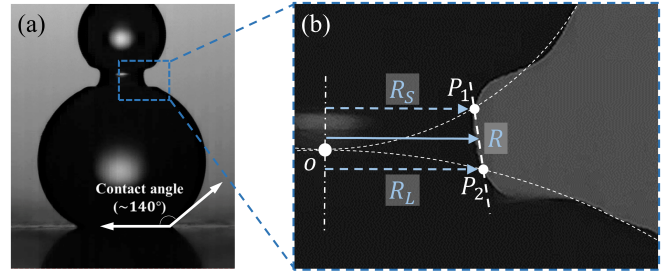 (a)
Contact angle
(~140°)
(b)
R_S
P_1
R
o
P_2
R_L